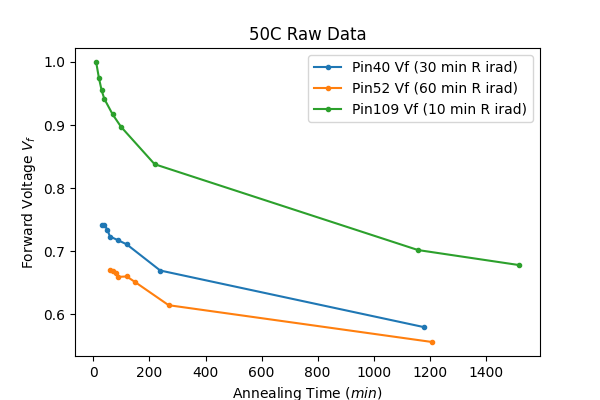 50C Raw Data
Pin40 Vf (30 min R irad)
Pin52 Vf (60 min R irad)
Pin109 Vf (10 min R irad)
Forward Voltage V_f
1.0
0.9
0.8
0.7
0.6
0 200 400 600 800 1000 1200 1400
Annealing Time (min)